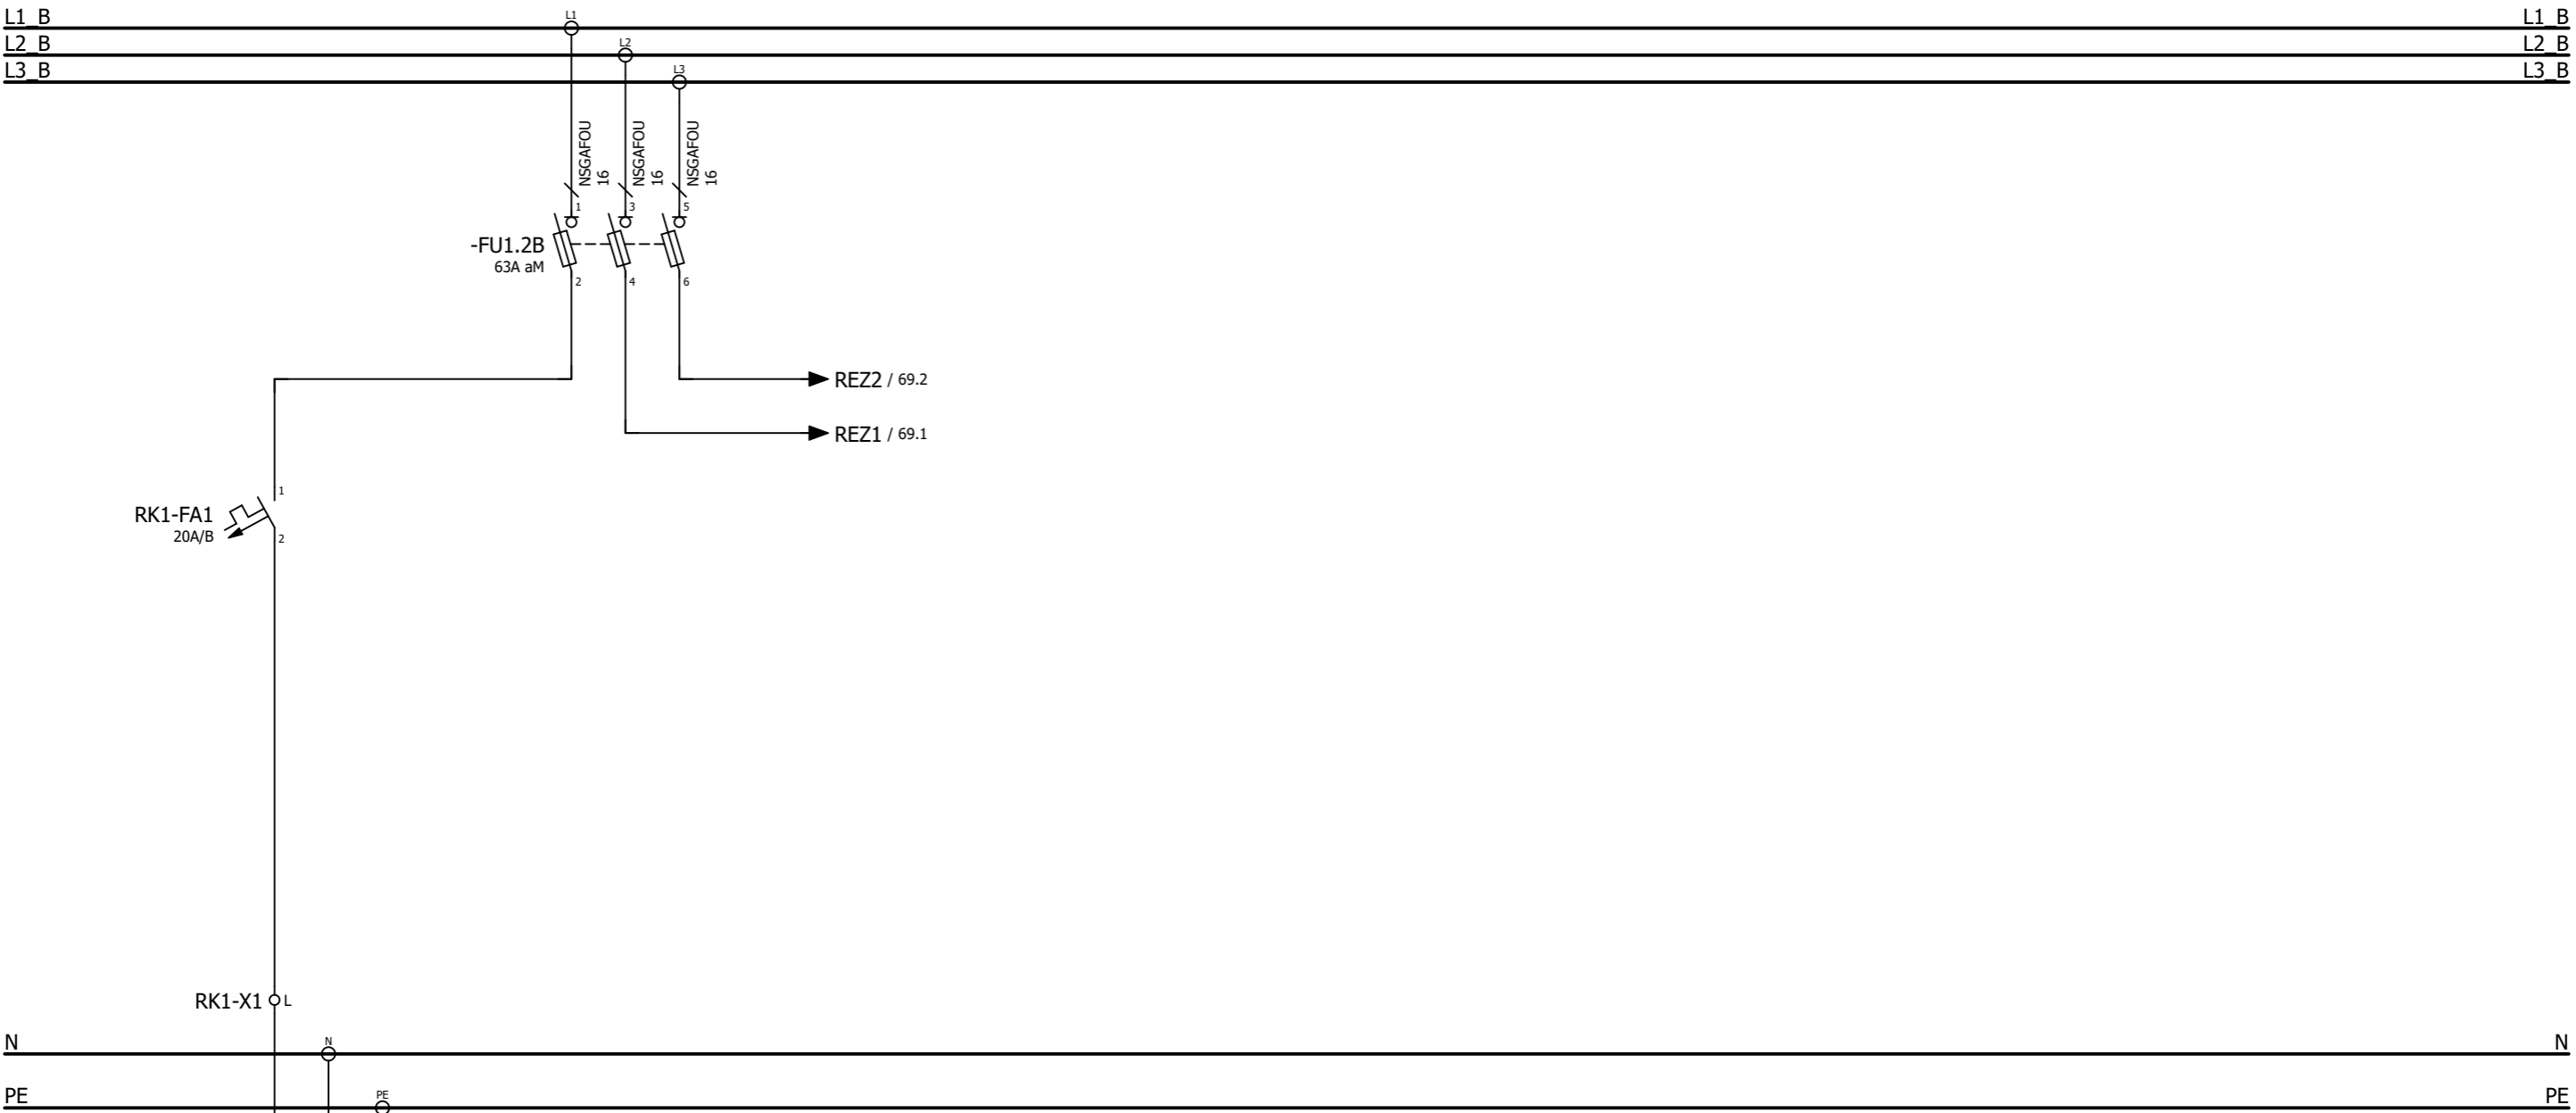 L1_B L1 L1_B
L2_B L2 L2_B
L3_B L3 L3_B
NSGAFOU
16
NSGAFOU
16
NSGAFOU
16
1 3 5
-FU1.2B
63A aM
2 4 6
REZ2 / 69.2
REZ1 / 69.1
1
RK1-FA1
20A/B
2
RK1-X1 L
N N N
PE PE PE